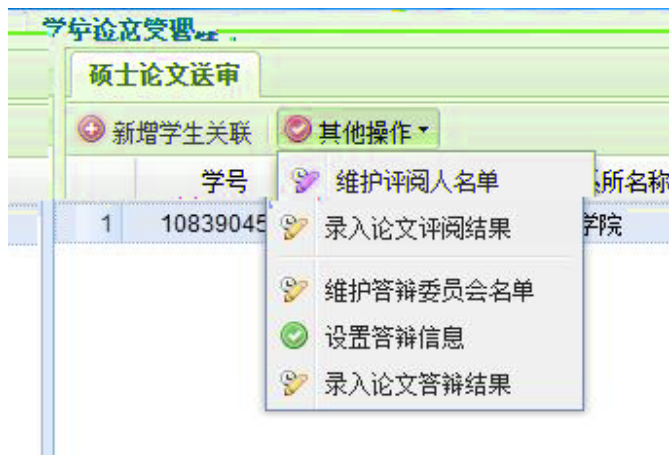 硕士论文送审
新增学生关联 其他操作
学号 维护评阅人名单 所名称
1 10839045 录入论文评阅结果 学院
维护答辩委员会名单
设置答辩信息
录入论文答辩结果